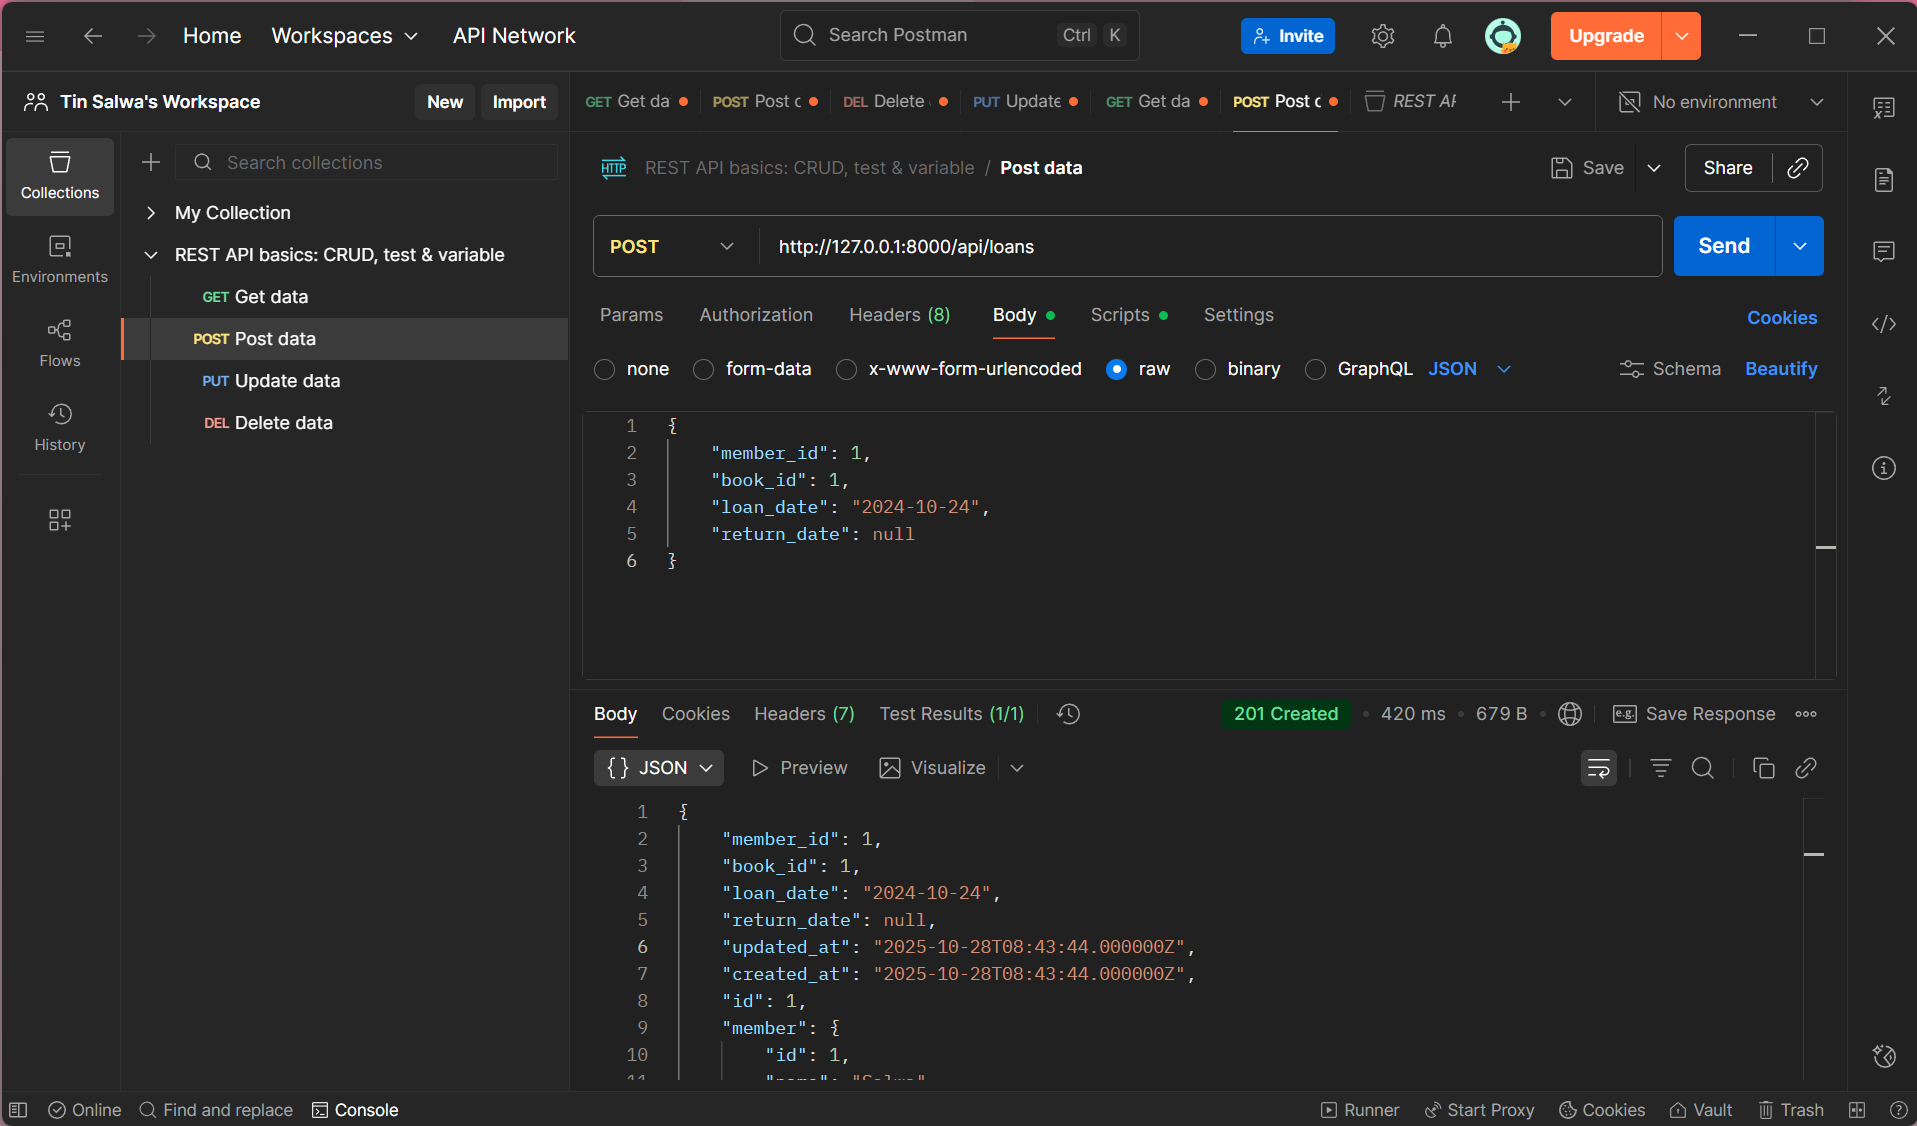 Home Workspaces API Network Search Postman Ctrl K Invite Upgrade
Tin Salwa's Workspace New Import
GET Get da POST Post c DEL Delete PUT Update GET Get da POST Post c REST AF No environment
Collections
Environments
Flows
History
Search collections
My Collection
REST API basics: CRUD, test & variable
GET Get data
POST Post data
PUT Update data
DEL Delete data
HTTP REST API basics: CRUD, test & variable / Post data Save Share
POST http://127.0.0.1:8000/api/loans Send
Params Authorization Headers (8) Body Scripts Settings Cookies
none form-data x-www-form-urlencoded raw binary GraphQL JSON Schema Beautify
1 {
2 "member_id": 1,
3 "book_id": 1,
4 "loan_date": "2024-10-24",
5 "return_date": null
6 }
Body Cookies Headers (7) Test Results (1/1) 201 Created 420 ms 679 B e.g. Save Response
{} JSON Preview Visualize
1 {
2 "member_id": 1,
3 "book_id": 1,
4 "loan_date": "2024-10-24",
5 "return_date": null,
6 "updated_at": "2025-10-28T08:43:44.000000Z",
7 "created_at": "2025-10-28T08:43:44.000000Z",
8 "id": 1,
9 "member": {
10 "id": 1,
Online Find and replace Console Runner Start Proxy Cookies Vault Trash